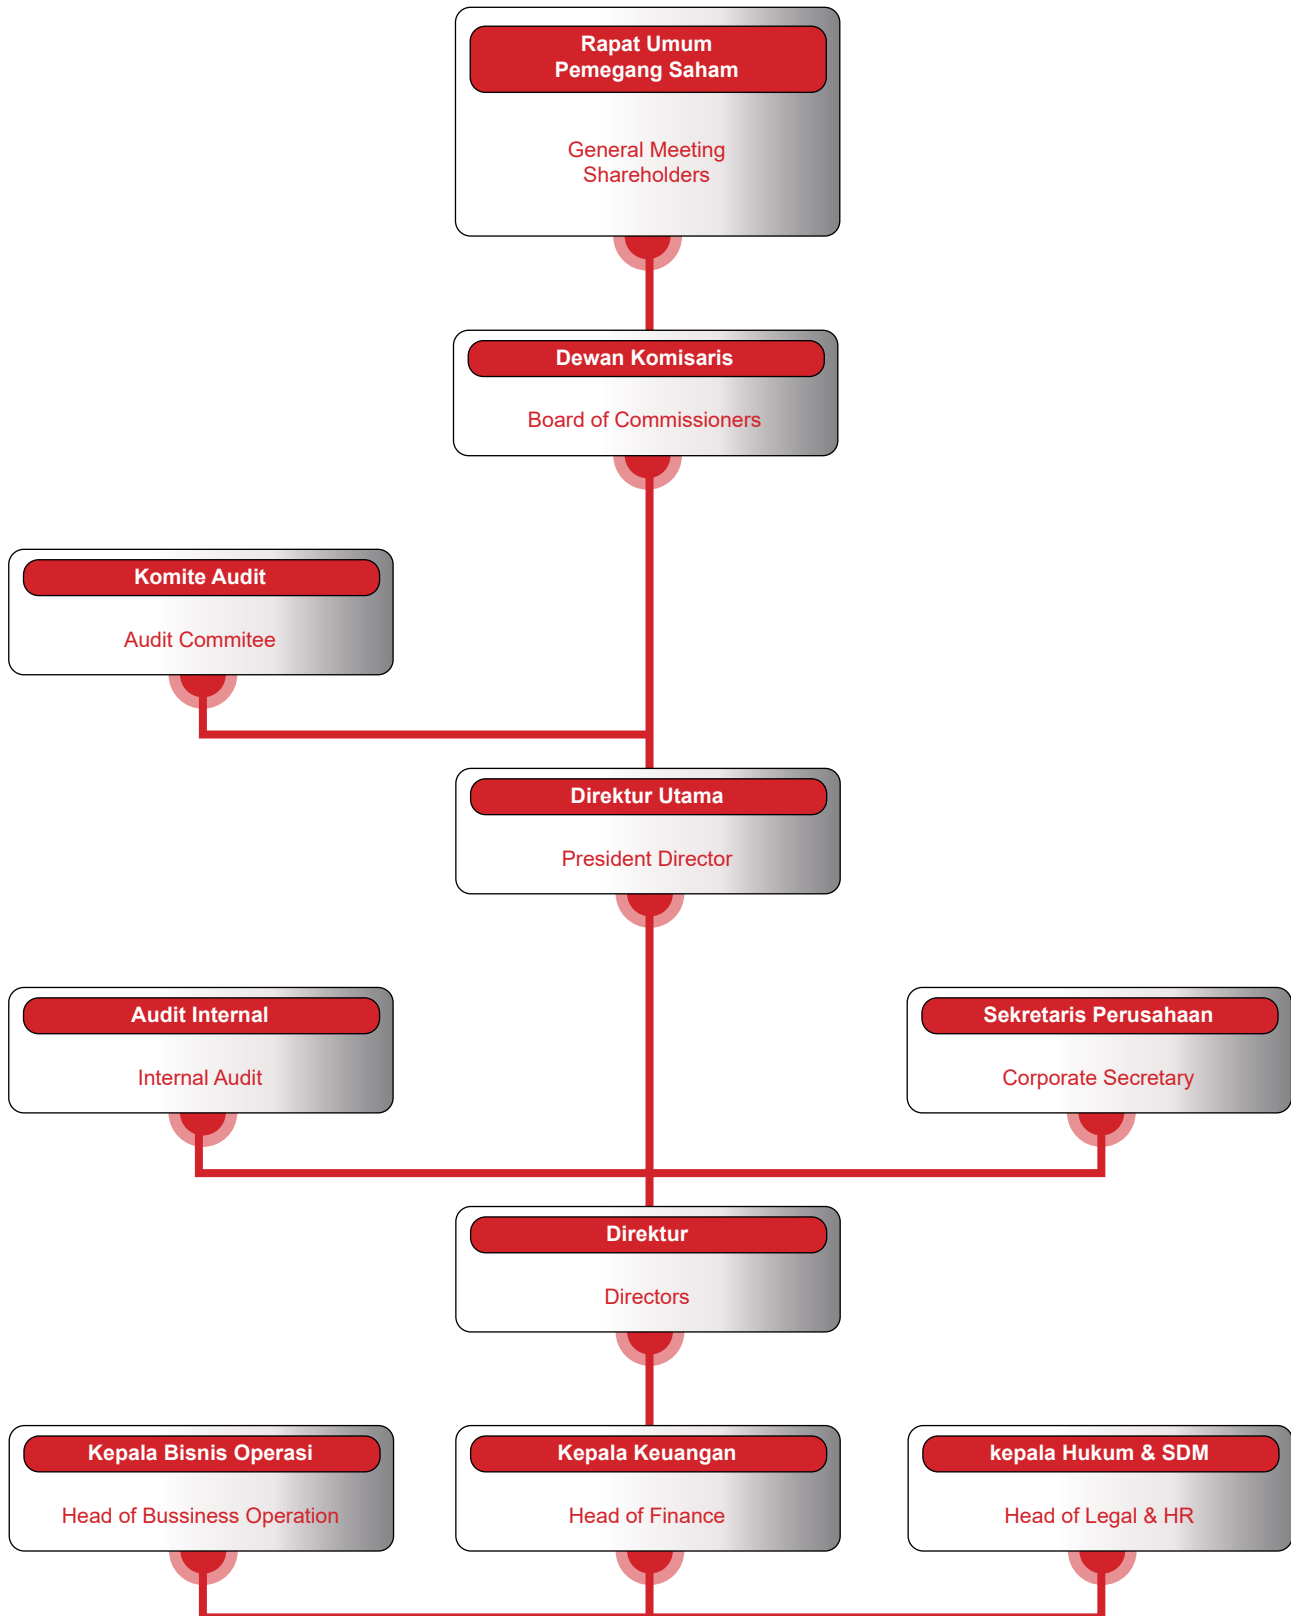 Rapat Umum
Pemegang Saham
General Meeting
Shareholders
Dewan Komisaris
Board of Commissioners
Komite Audit
Audit Commitee
Direktur Utama
President Director
Audit Internal
Internal Audit
Sekretaris Perusahaan
Corporate Secretary
Direktur
Directors
Kepala Bisnis Operasi
Head of Bussiness Operation
Kepala Keuangan
Head of Finance
kepala Hukum & SDM
Head of Legal & HR